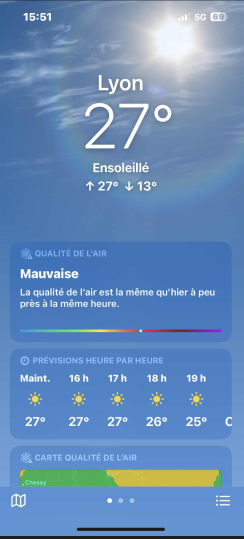 15:51 5G 69
Lyon
27°
Ensoleillé
↑ 27° ↓ 13°
QUALITÉ DE L'AIR
Mauvaise
La qualité de l'air est la même qu'hier à peu
près à la même heure.
PRÉVISIONS HEURE PAR HEURE
Maint. 16 h 17 h 18 h 19 h
27° 27° 27° 26° 25°
CARTE QUALITÉ DE L'AIR
Chessy